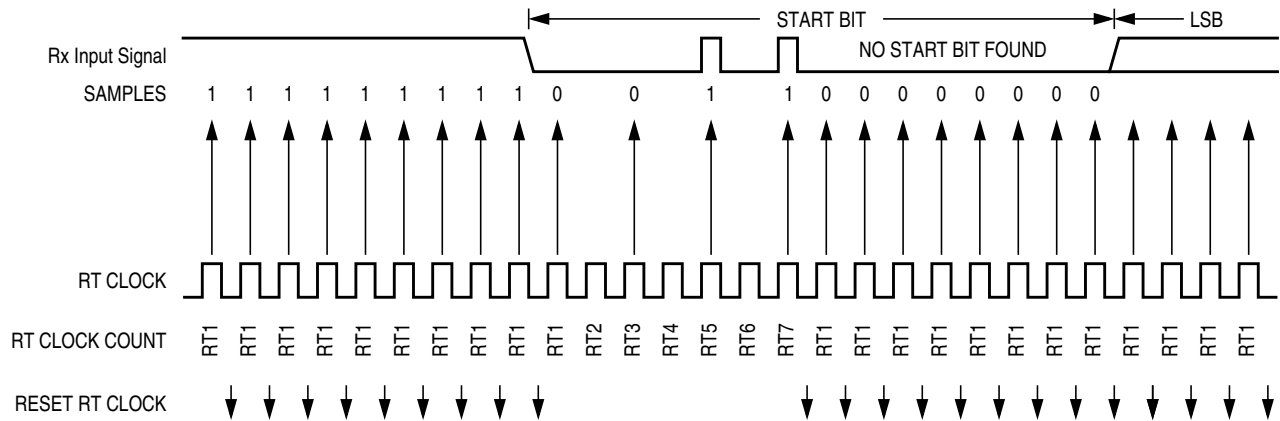 START BIT LSB
Rx Input Signal NO START BIT FOUND
SAMPLES 1 1 1 1 1 1 1 1 1 0 0 1 1 0 0 0 0 0 0 0 0
RT CLOCK
RT CLOCK COUNT RT1 RT1 RT1 RT1 RT1 RT1 RT1 RT1 RT1 RT1 RT2 RT3 RT4 RT5 RT6 RT7 RT1 RT1 RT1 RT1 RT1 RT1 RT1 RT1 RT1 RT1 RT1 RT1
RESET RT CLOCK